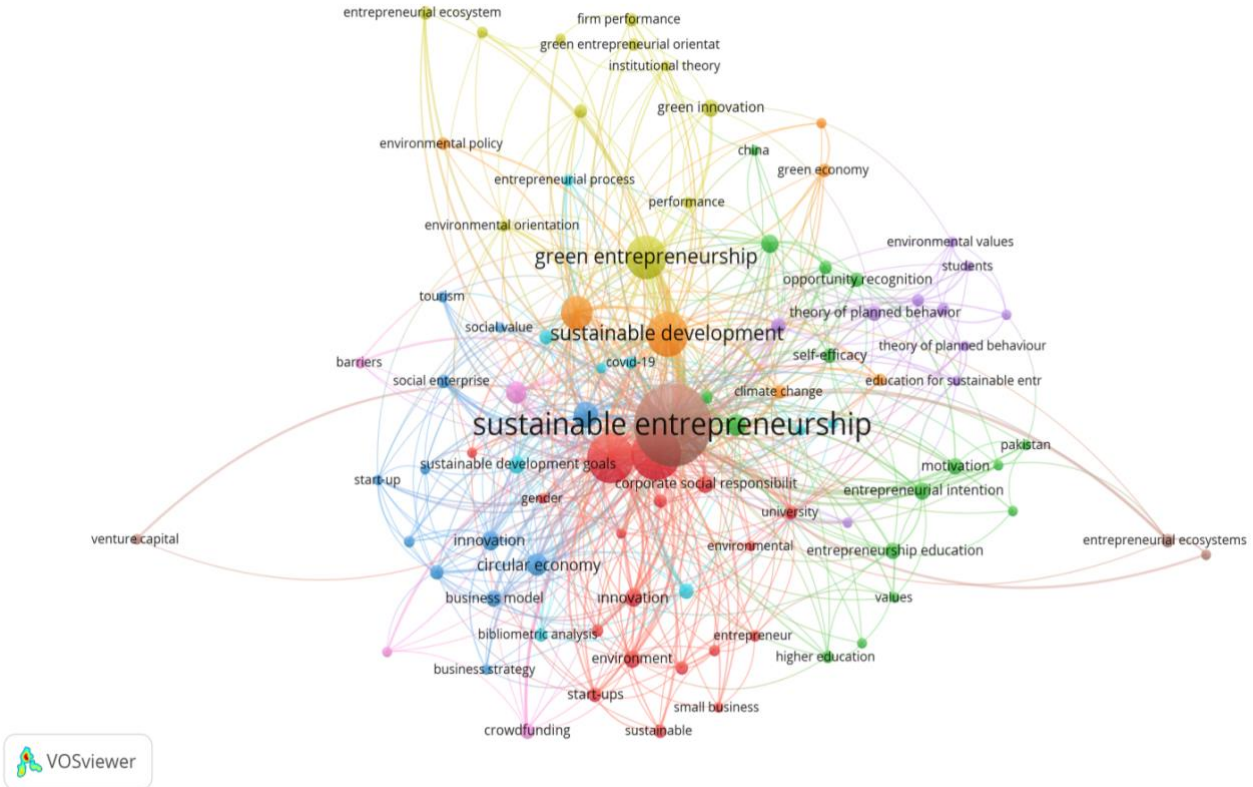 entrepreneurial ecosystem
firm performance
green entrepreneurial orientat
institutional theory
green innovation
environmental policy
china
green economy
entrepreneurial process
performance
environmental orientation
environmental values
green entrepreneurship
students
opportunity recognition
tourism
theory of planned behavior
social value
sustainable development
theory of planned behaviour
self-efficacy
barriers
covid-19
social enterprise
education for sustainable entr
climate change
sustainable entrepreneurship
pakistan
sustainable development goals
motivation
start-up
corporate social responsibilit
entrepreneurial intention
gender
university
venture capital
innovation
entrepreneurial ecosystems
environmental
entrepreneurship education
circular economy
business model
innovation
values
bibliometric analysis
entrepreneur
environment
higher education
business strategy
start-ups
small business
crowdfunding
sustainable
VOSviewer